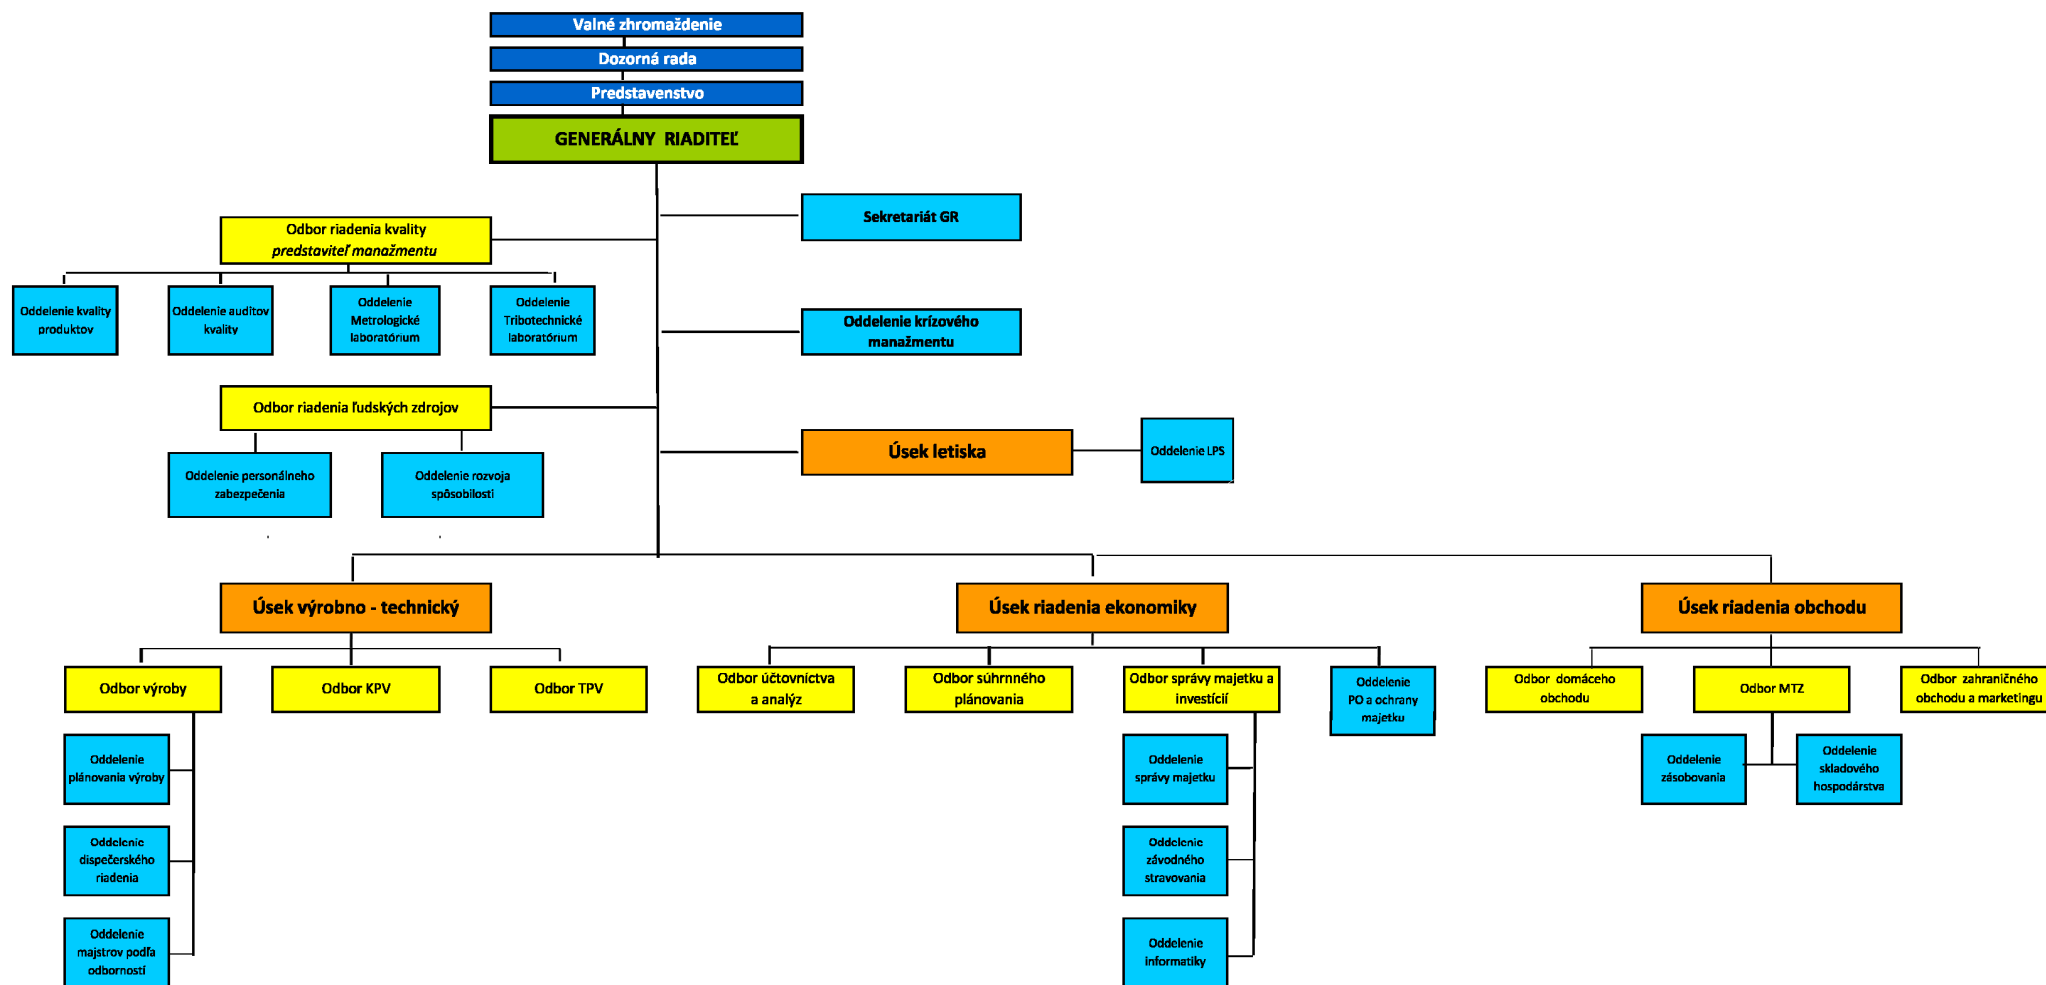 Valné zhromaždenie
Dozorná rada
Predstavenstvo
GENERÁLNY RIADITEĽ
Sekretariát GR
Odbor riadenia kvality
predstaviteľ manažmentu
Oddelenie kvality
produktov
Oddelenie auditov
kvality
Oddelenie
Metrologické
laboratórium
Oddelenie
Tribotechnické
laboratórium
Oddelenie krízového
manažmentu
Odbor riadenia ľudských zdrojov
Úsek letiska
Oddelenie LPS
Oddelenie personálneho
zabezpečenia
Oddelenie rozvoja
spôsobilosti
Úsek výrobno - technický
Úsek riadenia ekonomiky
Úsek riadenia obchodu
Odbor výroby
Odbor KPV
Odbor TPV
Odbor účtovníctva
a analýz
Odbor súhrnného
plánovania
Odbor správy majetku a
investícií
Oddelenie
PO a ochrany
majetku
Odbor domáceho
obchodu
Odbor MTZ
Odbor zahraničného
obchodu a marketingu
Oddelenie
plánovania výroby
Oddelenie
správy majetku
Oddelenie
zásobovania
Oddelenie
skladového
hospodárstva
Oddelenie
dispečerského
riadenia
Oddelenie
závodného
stravovania
Oddelenie
majstrov podľa
odborností
Oddelenie
informatiky